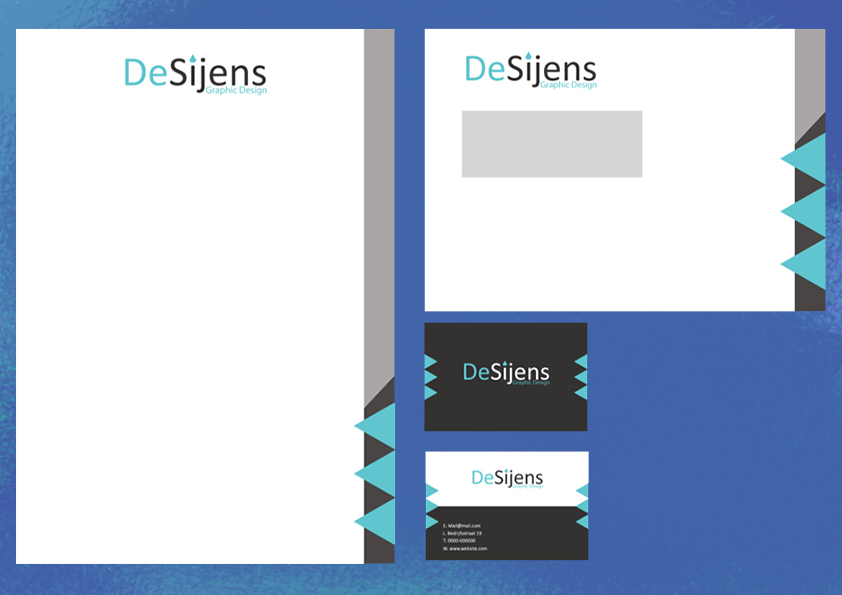 DeSijens
Graphic Design
DeSijens
Graphic Design
DeSijens
Graphic Design
DeSijens
Graphic Design
E. Mail@mail.com
L. Bedrijfsstraat 19
T. 0000-000000
W. www.website.com